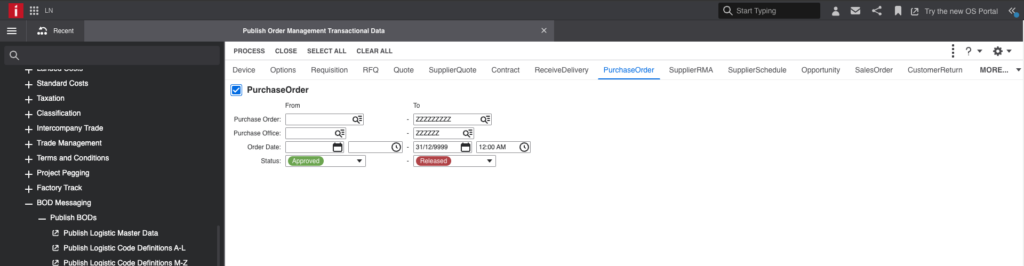 LN
Start Typing
Try the new OS Portal
Recent
Publish Order Management Transactional Data
PROCESS CLOSE SELECT ALL CLEAR ALL
Device Options Requisition RFQ Quote SupplierQuote Contract ReceiveDelivery PurchaseOrder SupplierRMA SupplierSchedule Opportunity SalesOrder CustomerReturn MORE...
Landed Costs
Standard Costs
Taxation
Classification
Intercompany Trade
Trade Management
Terms and Conditions
Project Pegging
Factory Track
BOD Messaging
Publish BODs
Publish Logistic Master Data
Publish Logistic Code Definitions A-L
Publish Logistic Code Definitions M-Z
PurchaseOrder
From To
Purchase Order: - ZZZZZZZZZ
Purchase Office: - ZZZZZZ
Order Date: - 31/12/9999 12:00 AM
Status: Approved - Released